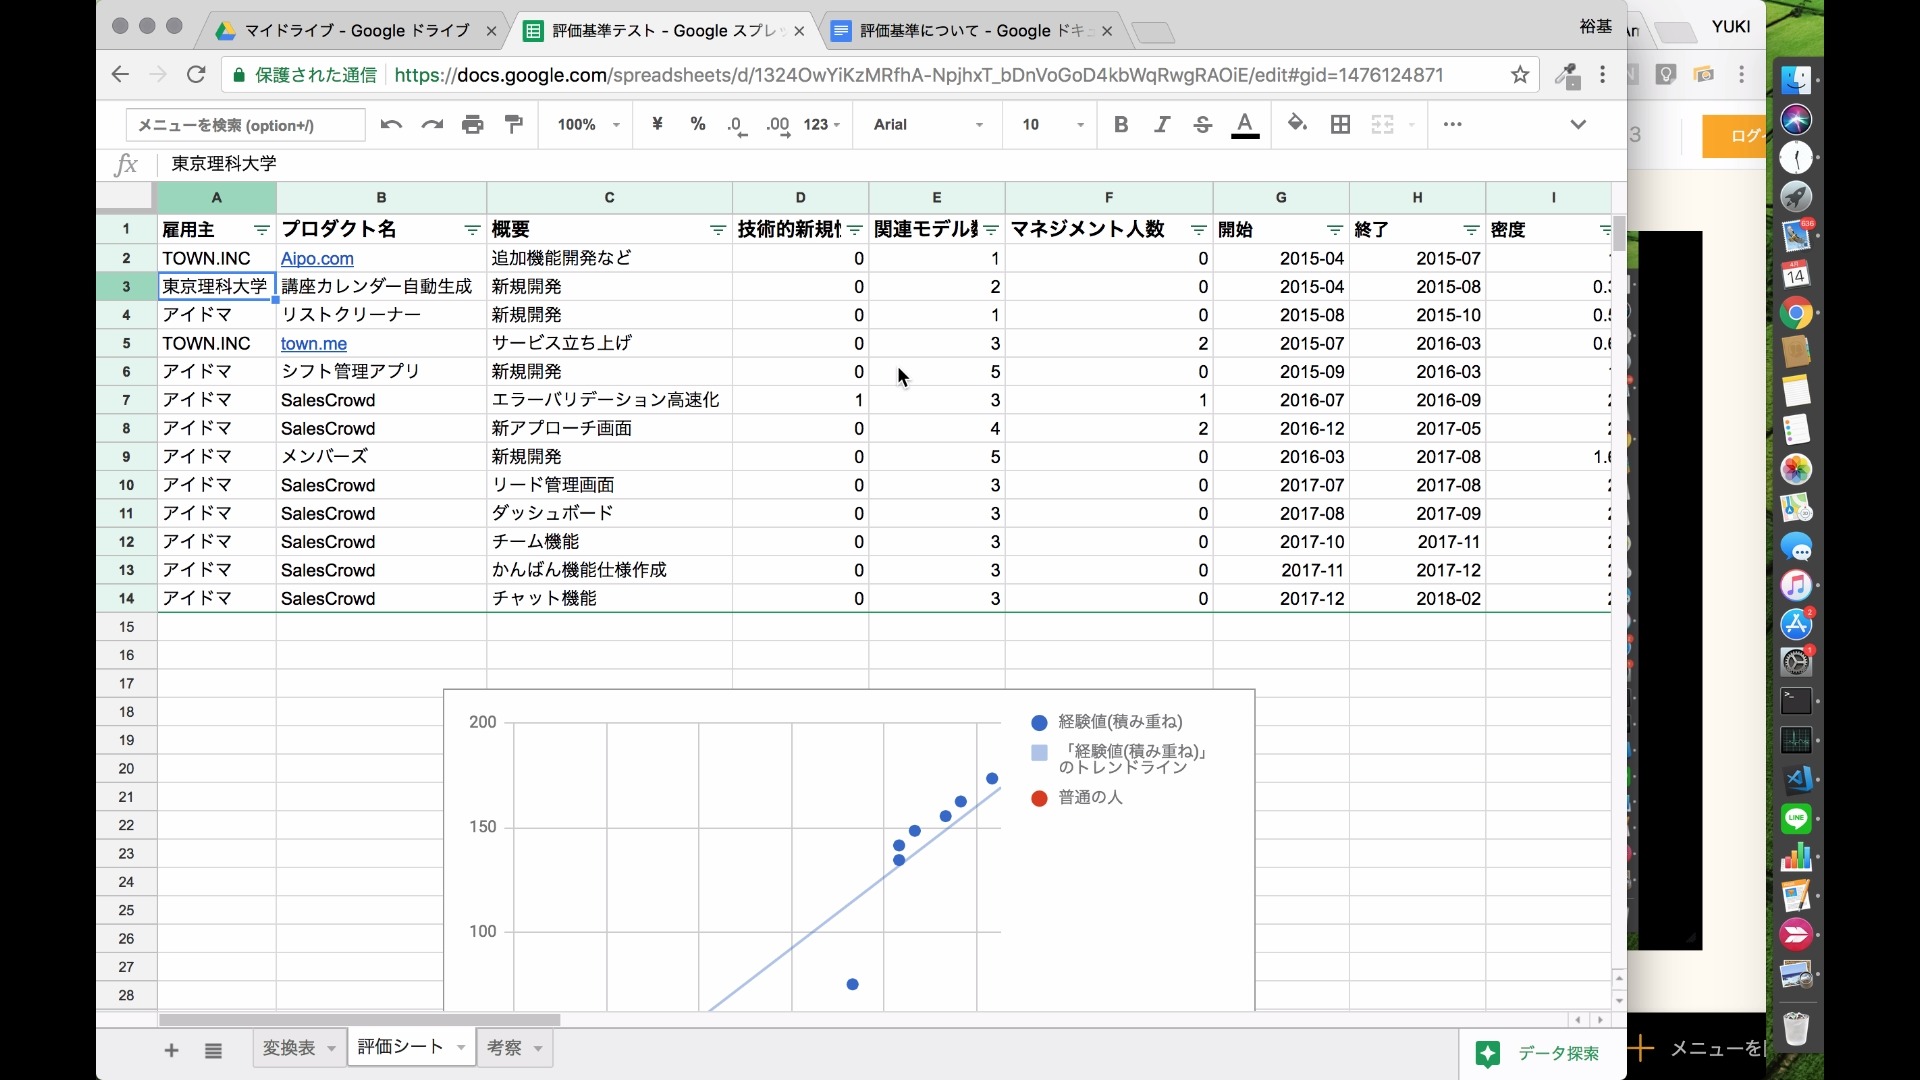 マイドライブ - Google ドライブ
評価基準テスト - Google スプレ
評価基準について - Google ドキ
裕基
YUKI
保護された通信
https://docs.google.com/spreadsheets/d/1324OwYiKzMRfhA-NpjhxT_bDnVoGoD4kbWqRwgRAOiE/edit#gid=1476124871
メニューを検索 (option+/)
100%
¥ % .0 .00 123
Arial
10
B I S A
3
ログ
fx 東京理科大学
A B C D E F G H I
1 雇用主 プロダクト名 概要 技術的新規 関連モデル マネジメント人数 開始 終了 密度
2 TOWN.INC Aipo.com 追加機能開発など 0 1 0 2015-04 2015-07
3 東京理科大学 講座カレンダー自動生成 新規開発 0 2 0 2015-04 2015-08 0.3
4 アイドマ リストクリーナー 新規開発 0 1 0 2015-08 2015-10 0.5
5 TOWN.INC town.me サービス立ち上げ 0 3 2 2015-07 2016-03 0.6
6 アイドマ シフト管理アプリ 新規開発 0 5 0 2015-09 2016-03
7 アイドマ SalesCrowd エラーバリデーション高速化 1 3 1 2016-07 2016-09
8 アイドマ SalesCrowd 新アプローチ画面 0 4 2 2016-12 2017-05
9 アイドマ メンバーズ 新規開発 0 5 0 2016-03 2017-08 1.6
10 アイドマ SalesCrowd リード管理画面 0 3 0 2017-07 2017-08
11 アイドマ SalesCrowd ダッシュボード 0 3 0 2017-08 2017-09
12 アイドマ SalesCrowd チーム機能 0 3 0 2017-10 2017-11
13 アイドマ SalesCrowd かんばん機能仕様作成 0 3 0 2017-11 2017-12
14 アイドマ SalesCrowd チャット機能 0 3 0 2017-12 2018-02
15
16
17
18
19
20
21
22
23
24
25
26
27
28
200
150
100
経験値(積み重ね)
「経験値(積み重ね)」
のトレンドライン
普通の人
変換表
評価シート
考察
データ探索
メニューを
14
LINE